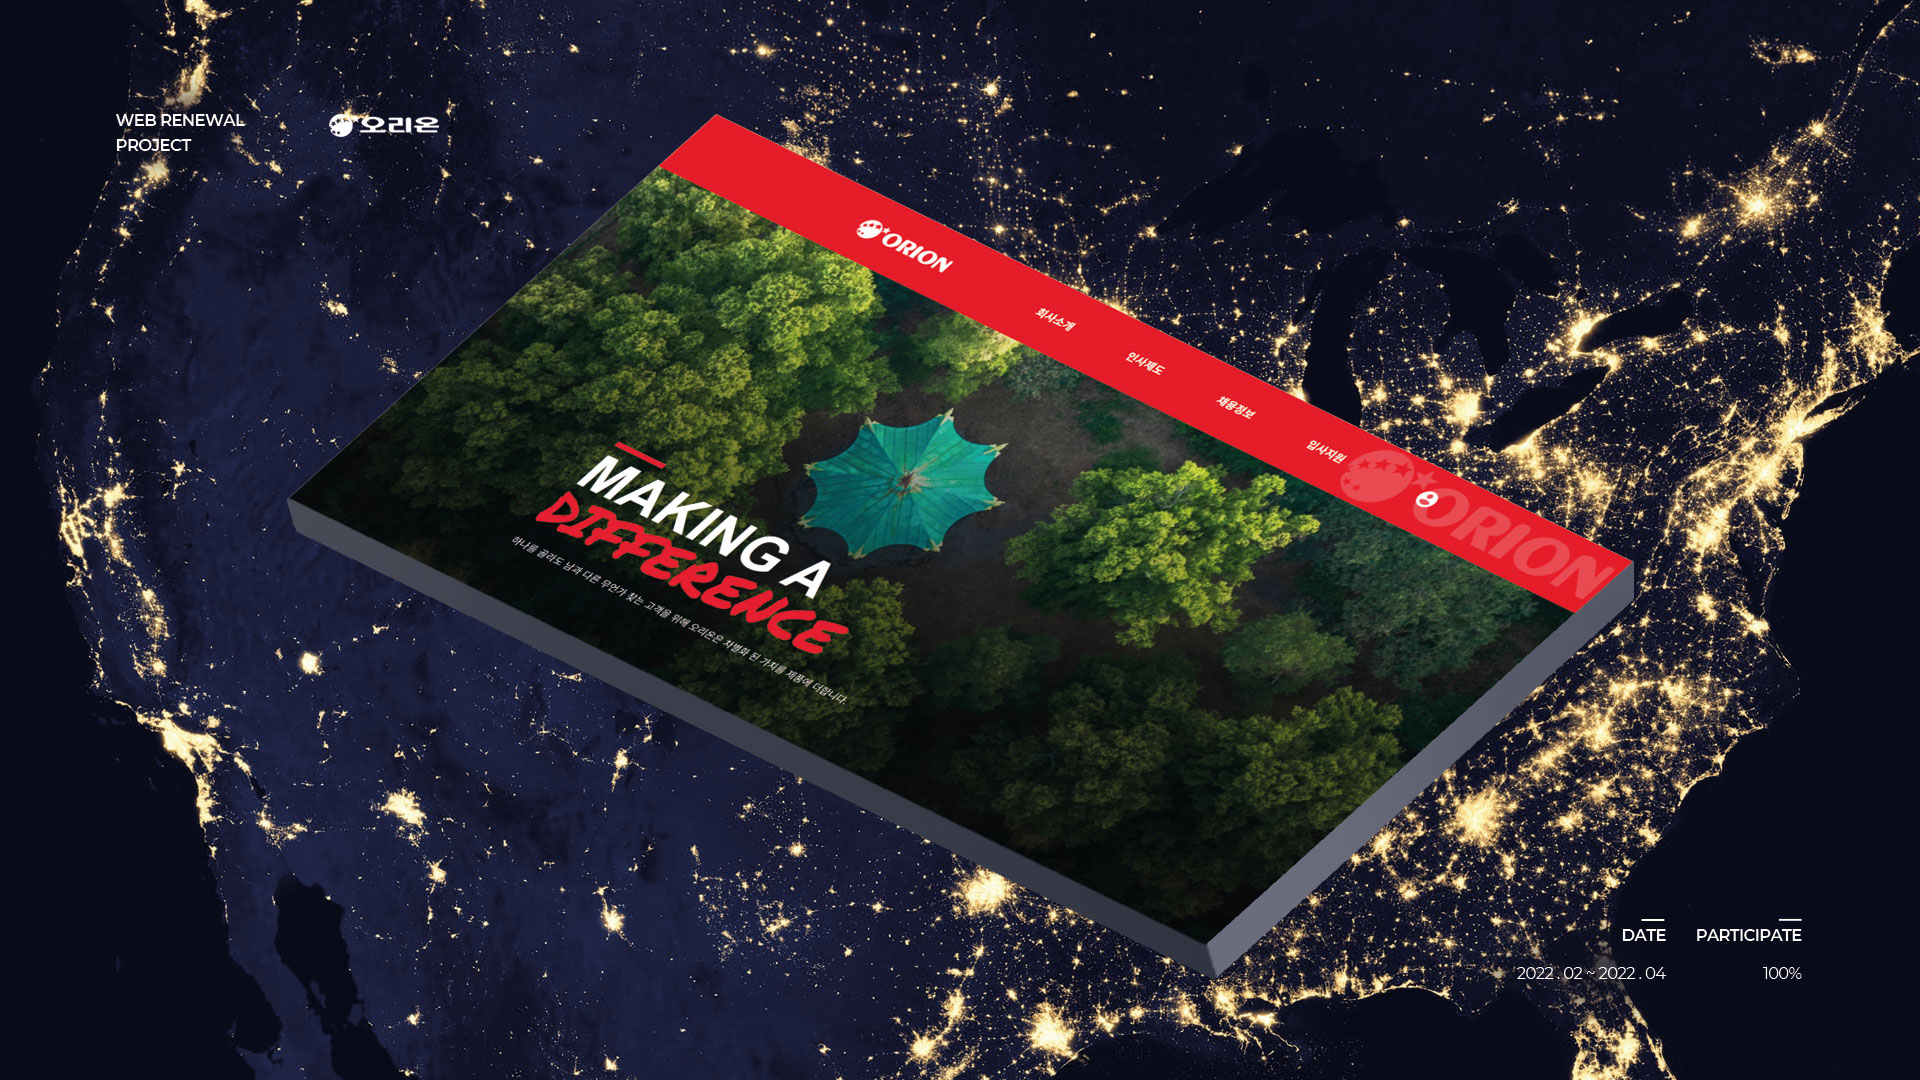 WEB RENEWAL
PROJECT
오리온
ORION
회사소개
인사제도
채용정보
입사지원
ORION
MAKING A
DIFFERENCE
하나를 골라도 남과 다른 무언가 찾는 고객을 위해 오리온은 차별화 된 가치를 제품에 더합니다.
DATE
2022 . 02 ~ 2022 . 04
PARTICIPATE
100%